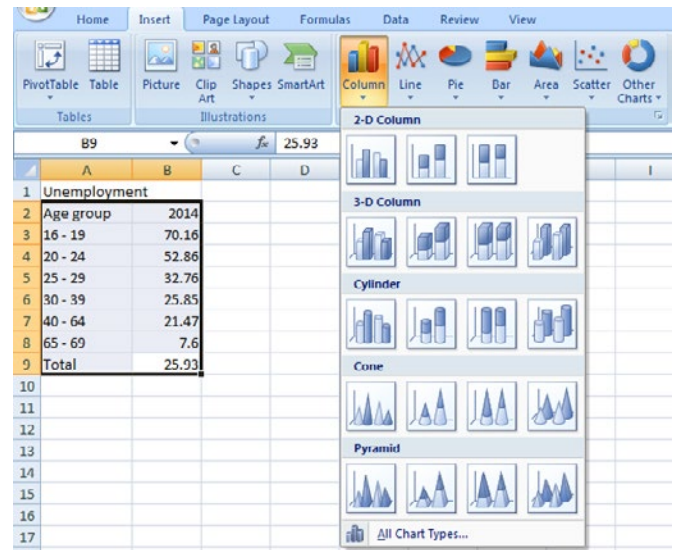 Home Insert Page Layout Formulas Data Review View
PivotTable Table Picture Clip Art Shapes SmartArt Column Line Pie Bar Area Scatter Other Charts
Tables Illustrations
B9 fx 25.93
2-D Column
A B C D I
1 Unemployment
2 Age group 2014
3-D Column
3 16 - 19 70.16
4 20 - 24 52.86
5 25 - 29 32.76
Cylinder
6 30 - 39 25.85
7 40 - 64 21.47
8 65 - 69 7.6
9 Total 25.93
Cone
10
11
12
13
Pyramid
14
15
16
All Chart Types...
17